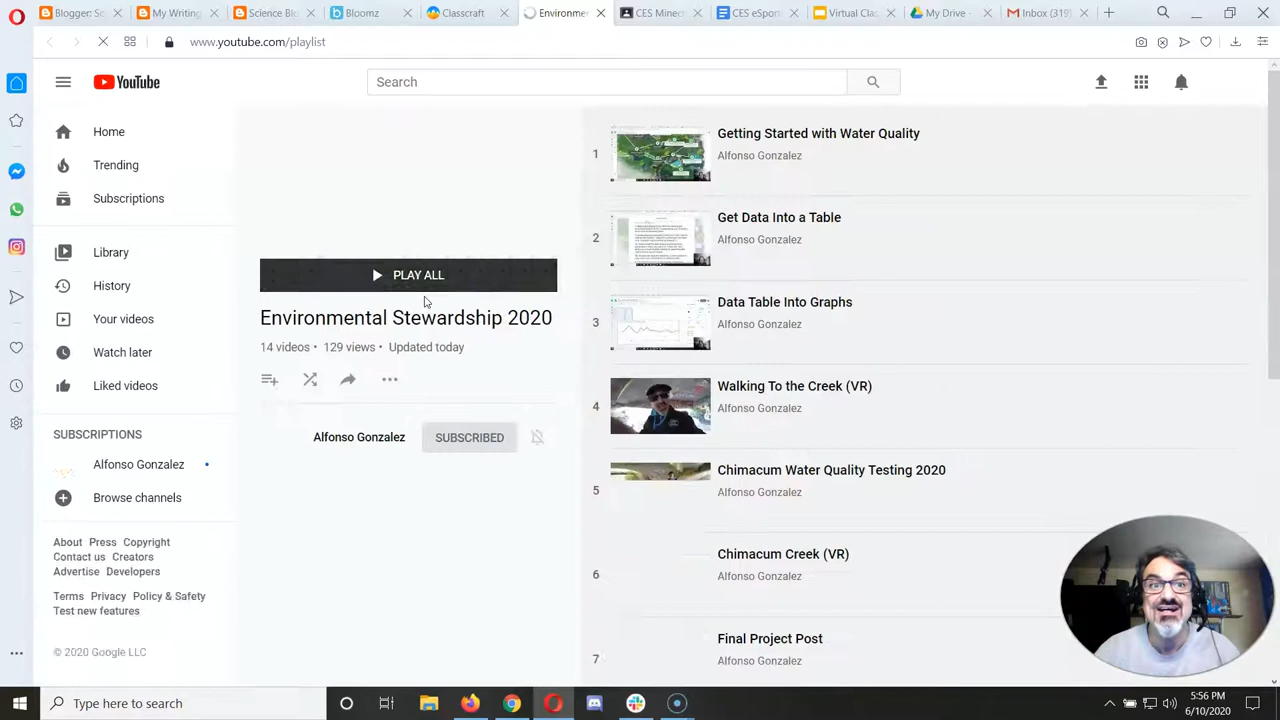 Blogger: S
My Writing
Science Blo
Bloomz
Classcraft
Environme
CES Minecr
CESeSports
Virtual Clas
My Drive -
Inbox (319)
www.youtube.com/playlist
YouTube
Search
Home
Trending
Subscriptions
Library
History
Your videos
Watch later
Liked videos
SUBSCRIPTIONS
Alfonso Gonzalez
Browse channels
About Press Copyright
Contact us Creators
Advertise Developers
Terms Privacy Policy & Safety
Test new features
© 2020 Google LLC
PLAY ALL
Environmental Stewardship 2020
14 videos • 129 views • Updated today
Alfonso Gonzalez
SUBSCRIBED
1
Getting Started with Water Quality
Alfonso Gonzalez
2
Get Data Into a Table
Alfonso Gonzalez
3
Data Table Into Graphs
Alfonso Gonzalez
4
Walking To the Creek (VR)
Alfonso Gonzalez
5
Chimacum Water Quality Testing 2020
Alfonso Gonzalez
6
Chimacum Creek (VR)
Alfonso Gonzalez
7
Final Project Post
Alfonso Gonzalez
Type here to search
5:56 PM
6/10/2020